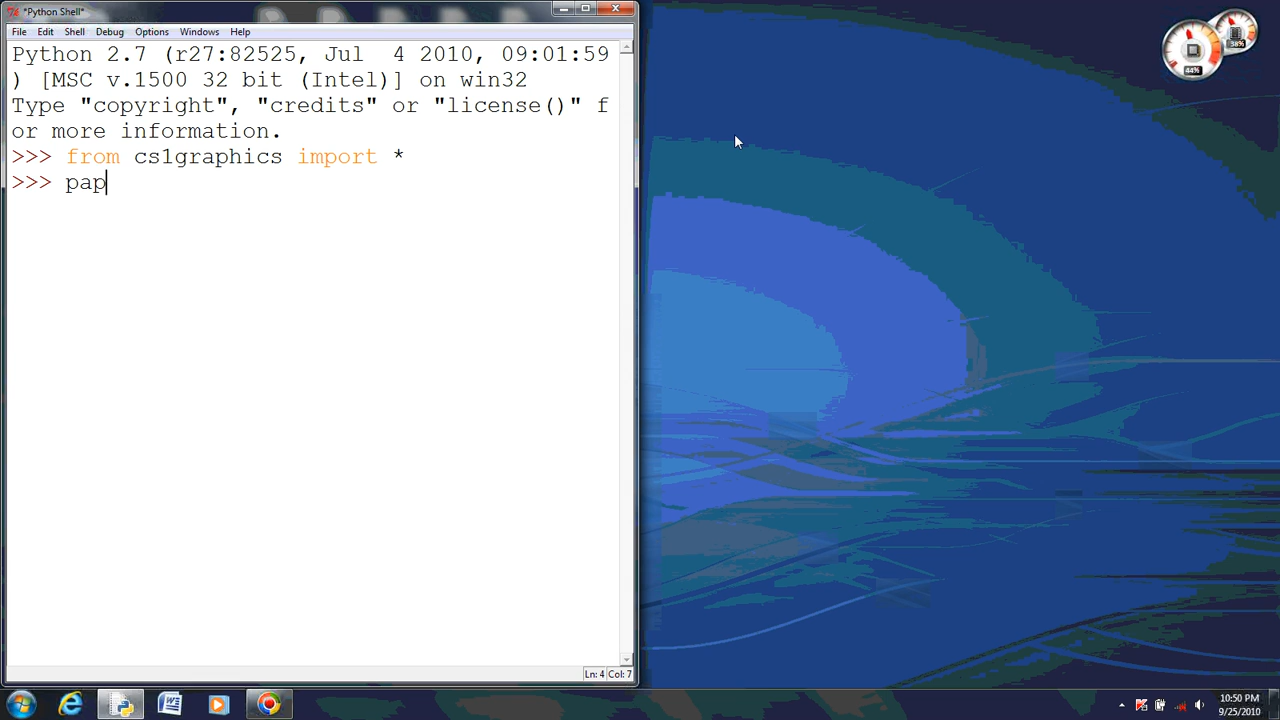 *Python Shell*
File Edit Shell Debug Options Windows Help
Python 2.7 (r27:82525, Jul  4 2010, 09:01:59
) [MSC v.1500 32 bit (Intel)] on win32
Type "copyright", "credits" or "license()" f
or more information.
>>> from cs1graphics import *
>>> pap
Ln: 4 Col: 7
44%
38%
10:50 PM
9/25/2010